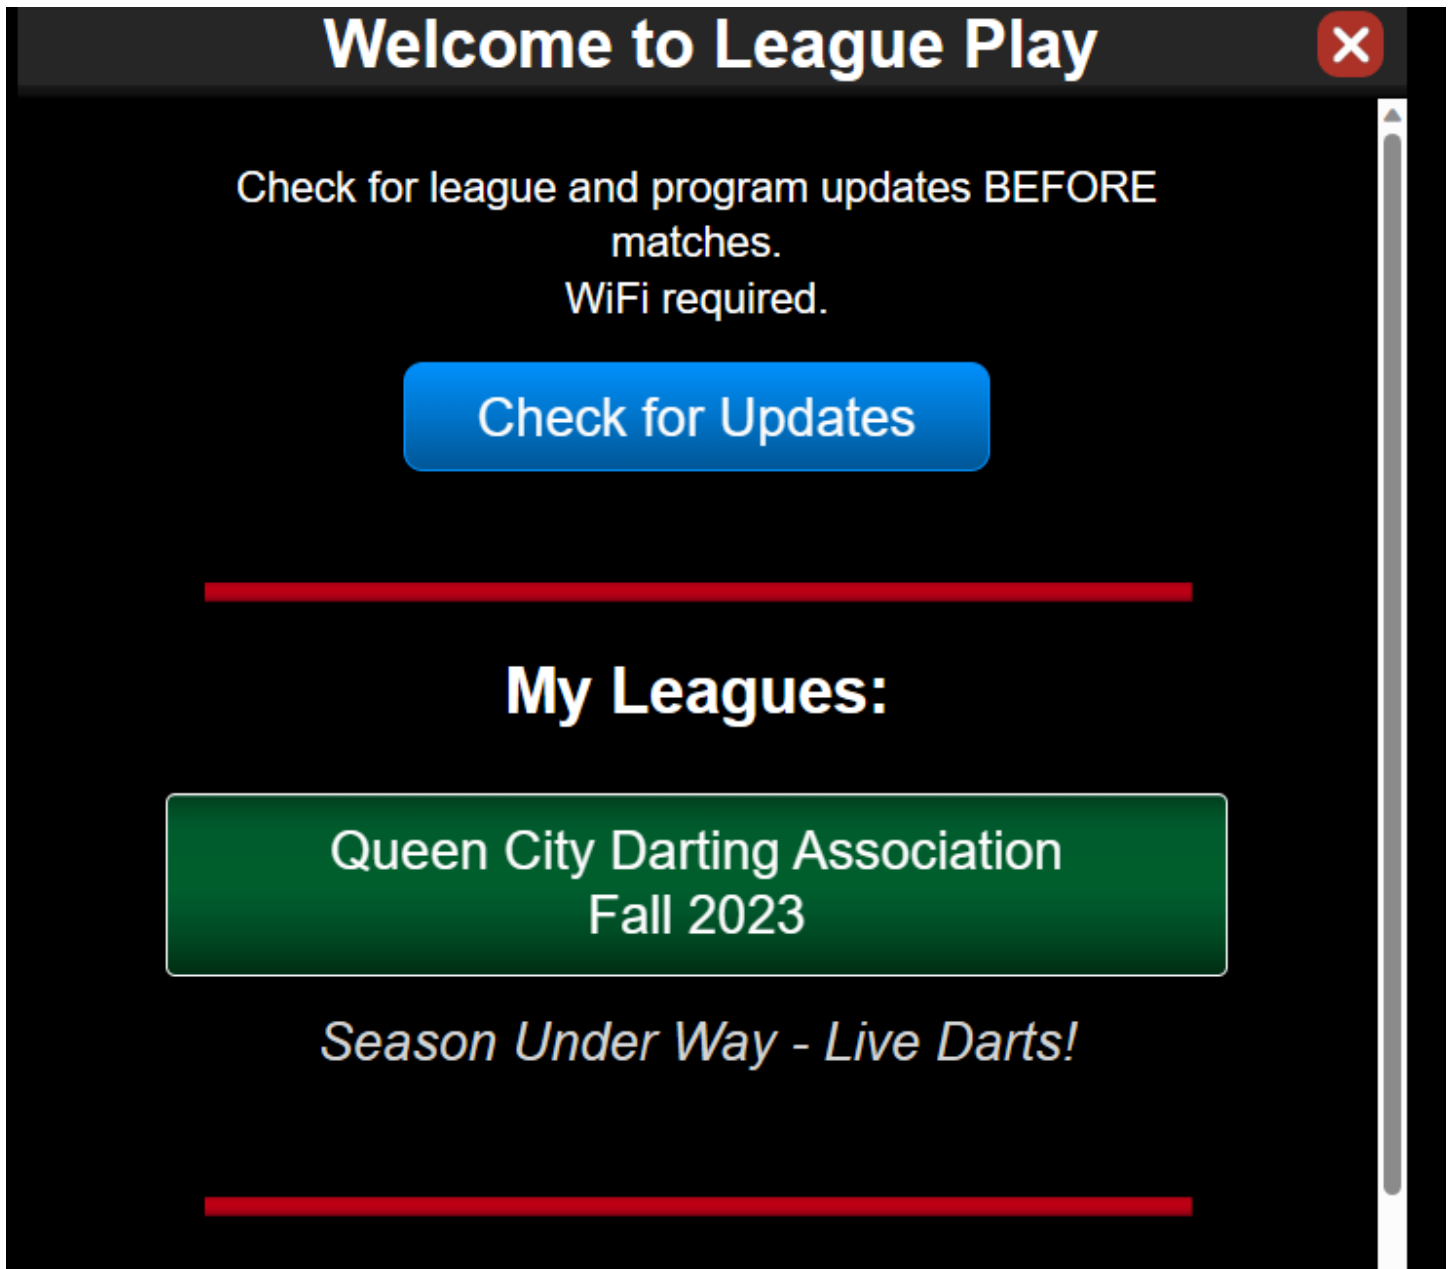 Welcome to League Play
Check for league and program updates BEFORE
matches.
WiFi required.
Check for Updates
My Leagues:
Queen City Darting Association
Fall 2023
Season Under Way - Live Darts!